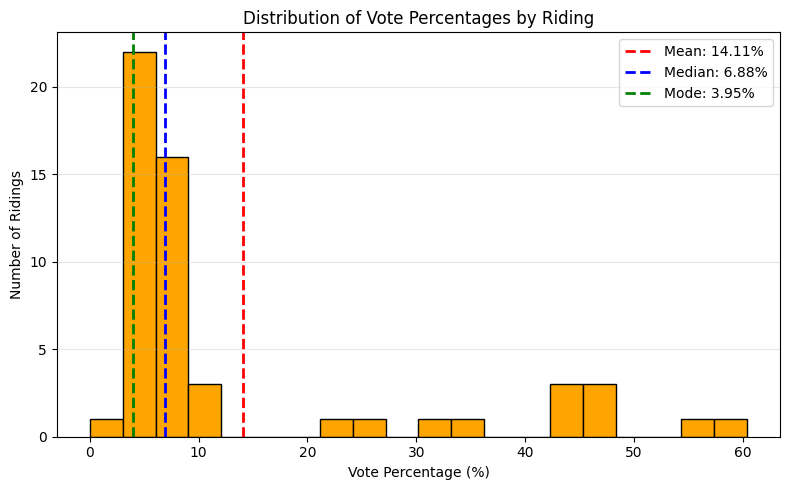 Distribution of Vote Percentages by Riding
Mean: 14.11%
Median: 6.88%
Mode: 3.95%
Number of Ridings
20
15
10
5
0
0 10 20 30 40 50 60
Vote Percentage (%)